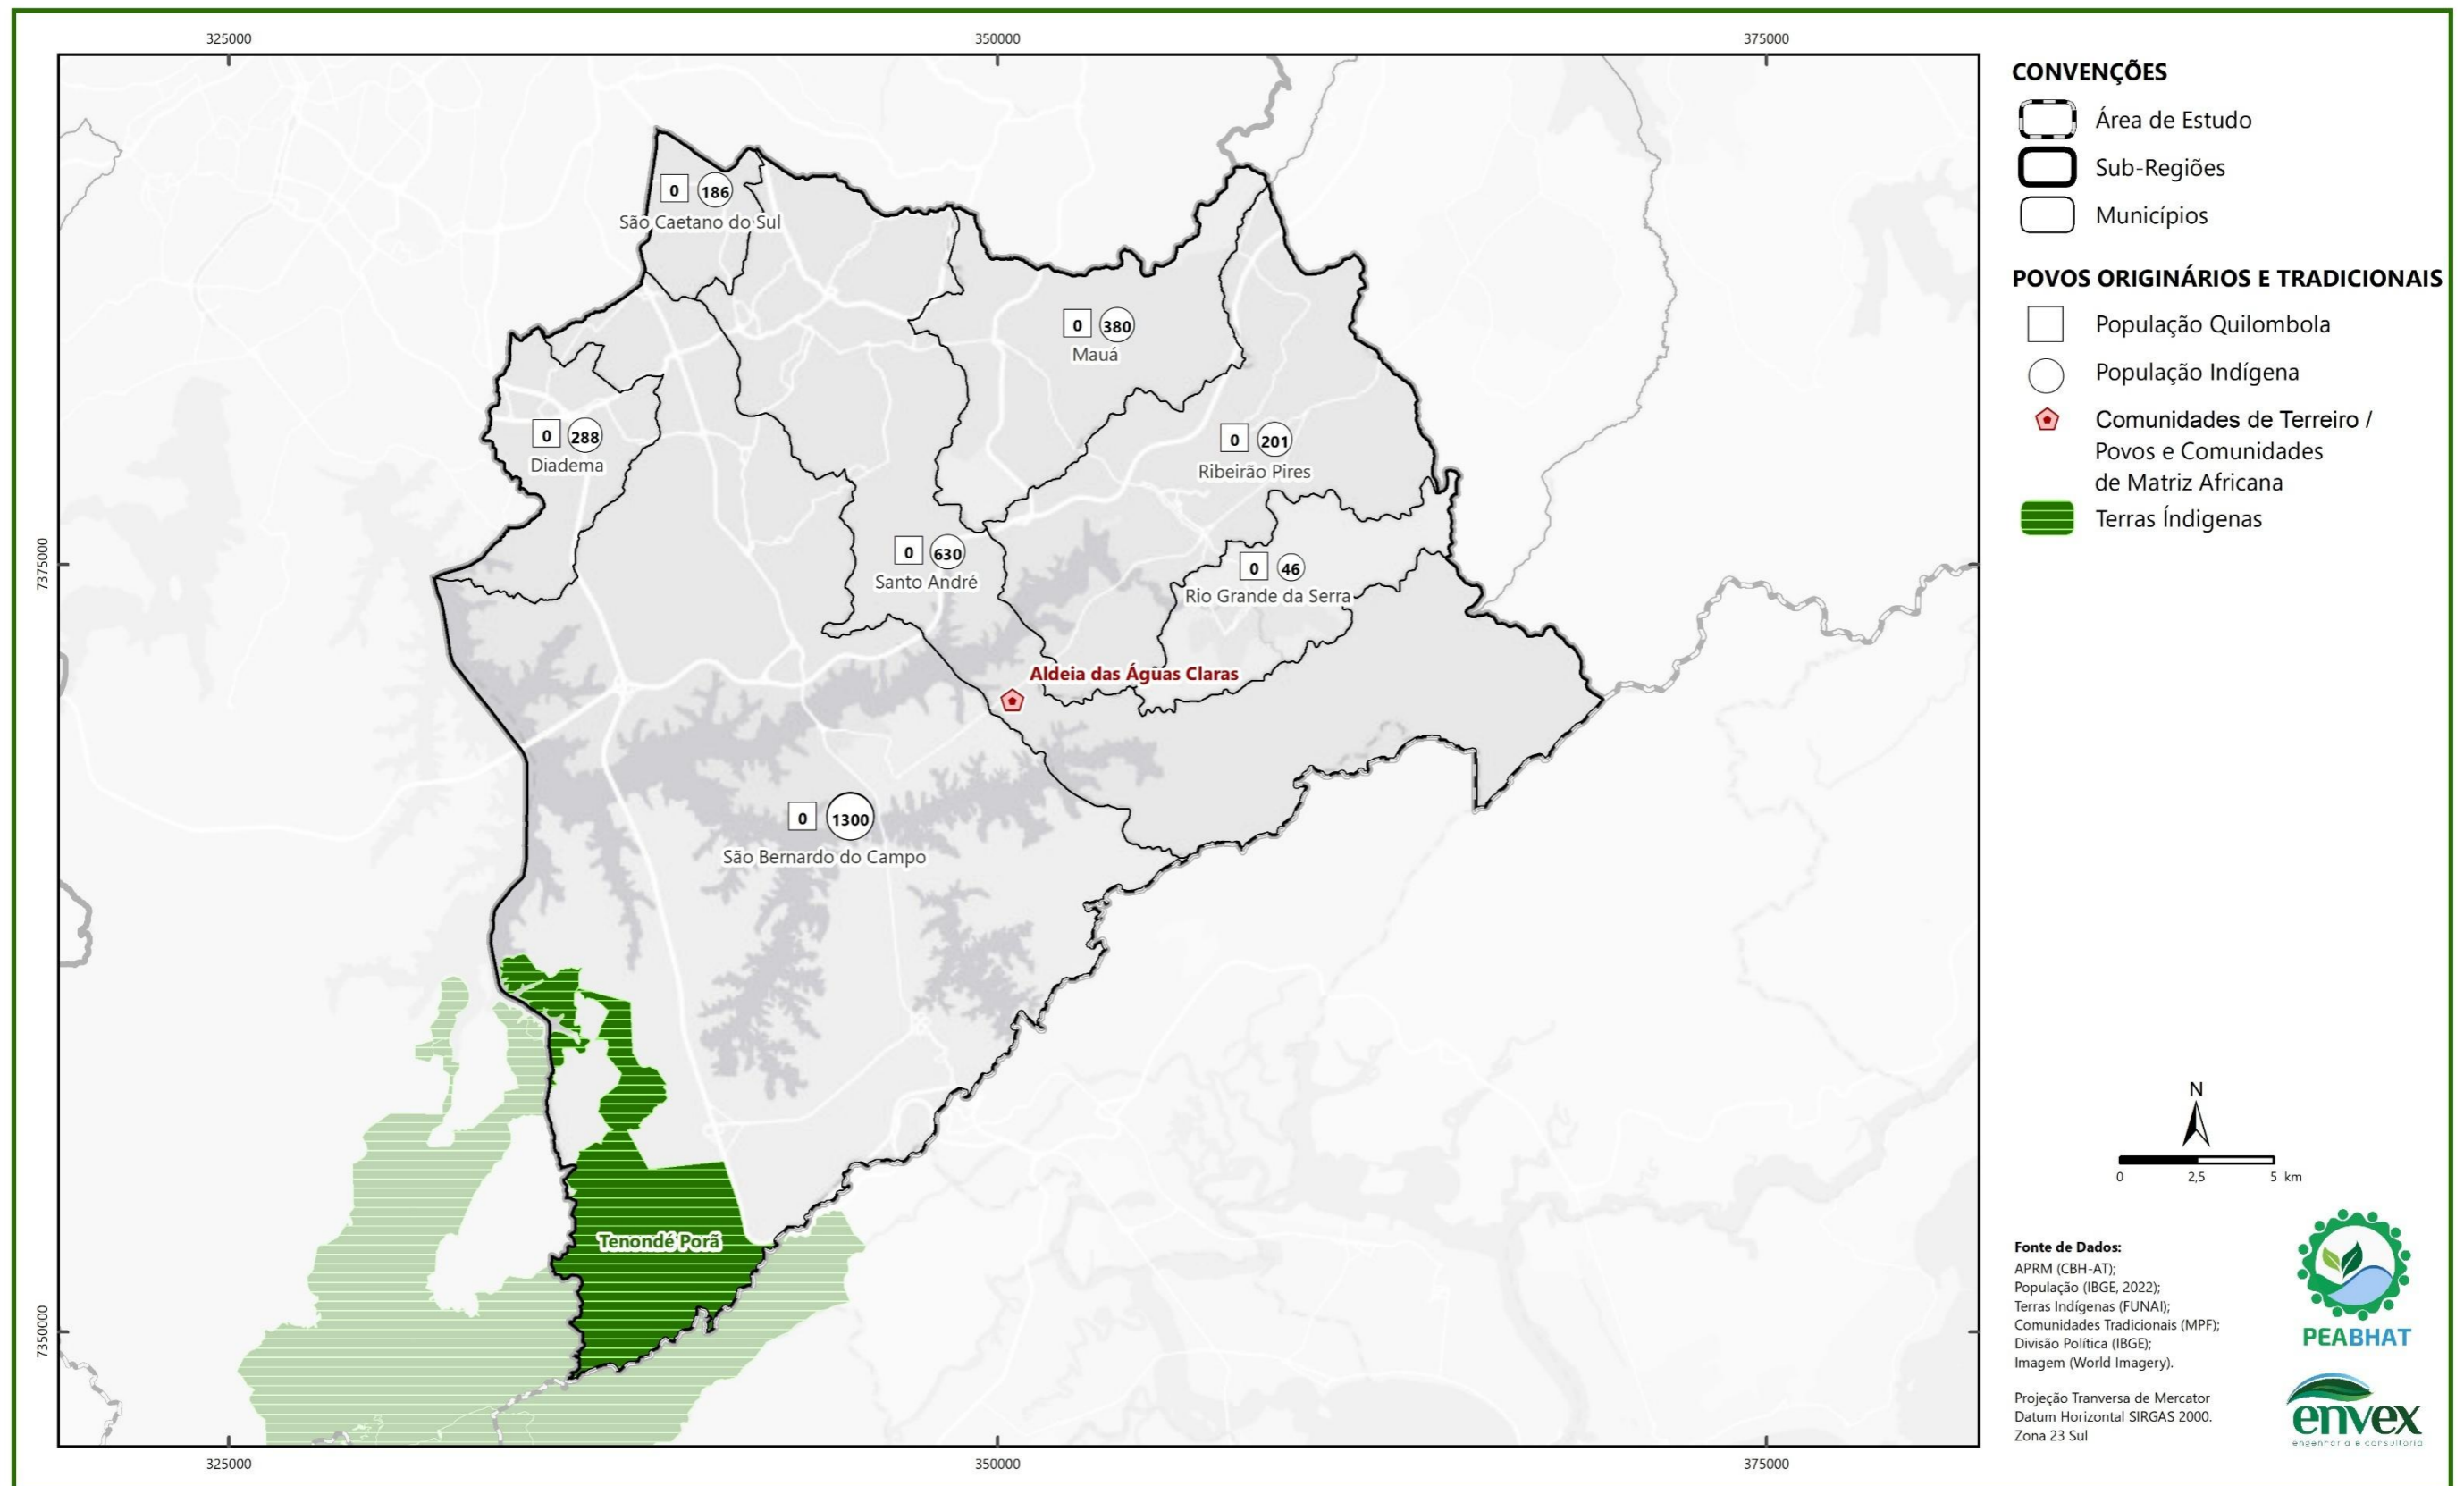 325000
350000
375000
7375000
7350000
325000
350000
375000
0 186
São Caetano do Sul
0 380
Mauá
0 288
Diadema
0 201
Ribeirão Pires
0 630
Santo André
0 46
Rio Grande da Serra
Aldeia das Águas Claras
0 1300
São Bernardo do Campo
Tenondé Porã
CONVENÇÕES
Área de Estudo
Sub-Regiões
Municípios
POVOS ORIGINÁRIOS E TRADICIONAIS
População Quilombola
População Indígena
Comunidades de Terreiro /
Povos e Comunidades
de Matriz Africana
Terras Índigenas
N
0 2,5 5 km
Fonte de Dados:
APRM (CBH-AT);
População (IBGE, 2022);
Terras Indígenas (FUNAI);
Comunidades Tradicionais (MPF);
Divisão Política (IBGE);
Imagem (World Imagery).
Projeção Tranversa de Mercator
Datum Horizontal SIRGAS 2000.
Zona 23 Sul
PEABHAT
envex
engenharia e consultoria